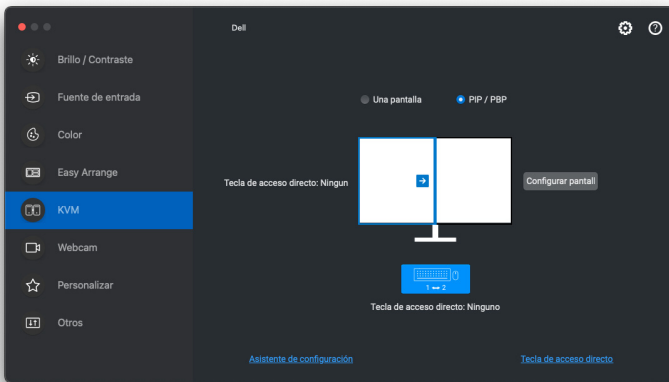 Dell
Brillo / Contraste
Fuente de entrada
Color
Easy Arrange
KVM
Webcam
Personalizar
Otros
Una pantalla
PIP / PBP
Tecla de acceso directo: Ningun
Configurar pantall
1 2
Tecla de acceso directo: Ninguno
Asistente de configuración
Tecla de acceso directo